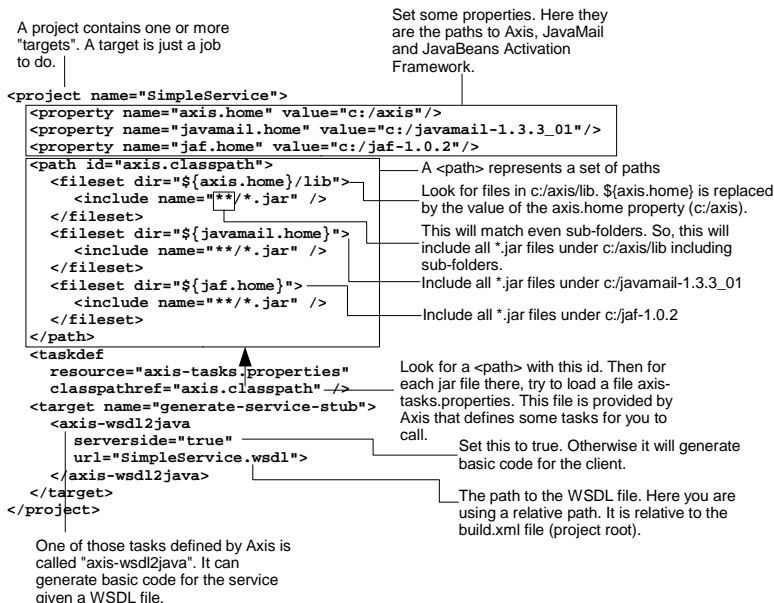 A project contains one or more
"targets". A target is just a job
to do.
Set some properties. Here they
are the paths to Axis, JavaMail
and JavaBeans Activation
Framework.
<project name="SimpleService">
<property name="axis.home" value="c:/axis"/>
<property name="javamail.home" value="c:/javamail-1.3.3_01"/>
<property name="jaf.home" value="c:/jaf-1.0.2"/>
<path id="axis.classpath">
<fileset dir="${axis.home}/lib">
<include name="**/*.jar" />
</fileset>
<fileset dir="${javamail.home}">
<include name="**/*.jar" />
</fileset>
<fileset dir="${jaf.home}">
<include name="**/*.jar" />
</fileset>
</path>
<taskdef
resource="axis-tasks.properties"
classpathref="axis.classpath" />
<target name="generate-service-stub">
<axis-wsdl2java
serverside="true"
url="SimpleService.wsdl">
</axis-wsdl2java>
</target>
</project>
A <path> represents a set of paths
Look for files in c:/axis/lib. ${axis.home} is replaced
by the value of the axis.home property (c:/axis).
This will match even sub-folders. So, this will
include all *.jar files under c:/axis/lib including
sub-folders.
Include all *.jar files under c:/javamail-1.3.3_01
Include all *.jar files under c:/jaf-1.0.2
Look for a <path> with this id. Then for
each jar file there, try to load a file axis-
tasks.properties. This file is provided by
Axis that defines some tasks for you to
call.
Set this to true. Otherwise it will generate
basic code for the client.
The path to the WSDL file. Here you are
using a relative path. It is relative to the
build.xml file (project root).
One of those tasks defined by Axis is
called "axis-wsdl2java". It can
generate basic code for the service
given a WSDL file.